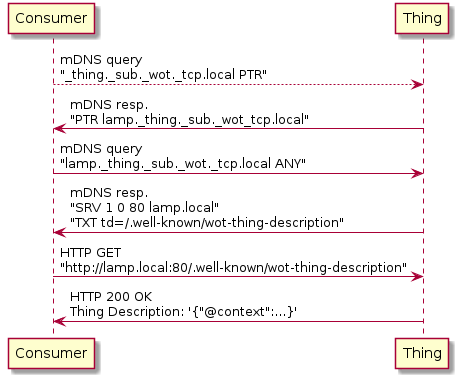 Consumer
Thing
mDNS query
"_thing._sub._wot._tcp.local PTR"
mDNS resp.
"PTR lamp._thing._sub._wot_tcp.local"
mDNS query
"lamp._thing._sub._wot._tcp.local ANY"
mDNS resp.
"SRV 1 0 80 lamp.local"
"TXT td=/.well-known/wot-thing-description"
HTTP GET
"http://lamp.local:80/.well-known/wot-thing-description"
HTTP 200 OK
Thing Description: '{"@context":...}'
Consumer
Thing